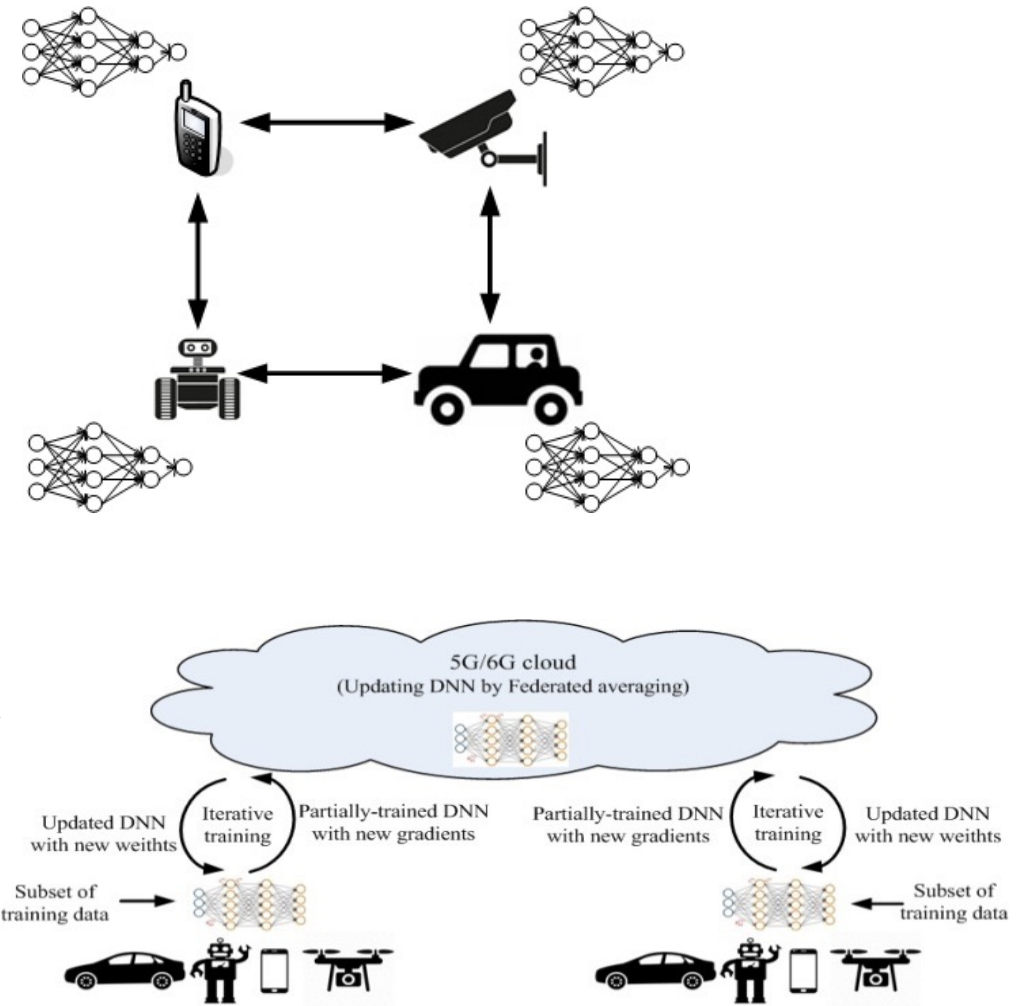 5G/6G cloud
(Updating DNN by Federated averaging)
Updated DNN
with new weithts
Iterative
training
Partially-trained DNN
with new gradients
Partially-trained DNN
with new gradients
Iterative
training
Updated DNN
with new weithts
Subset of
training data
Subset of
training data